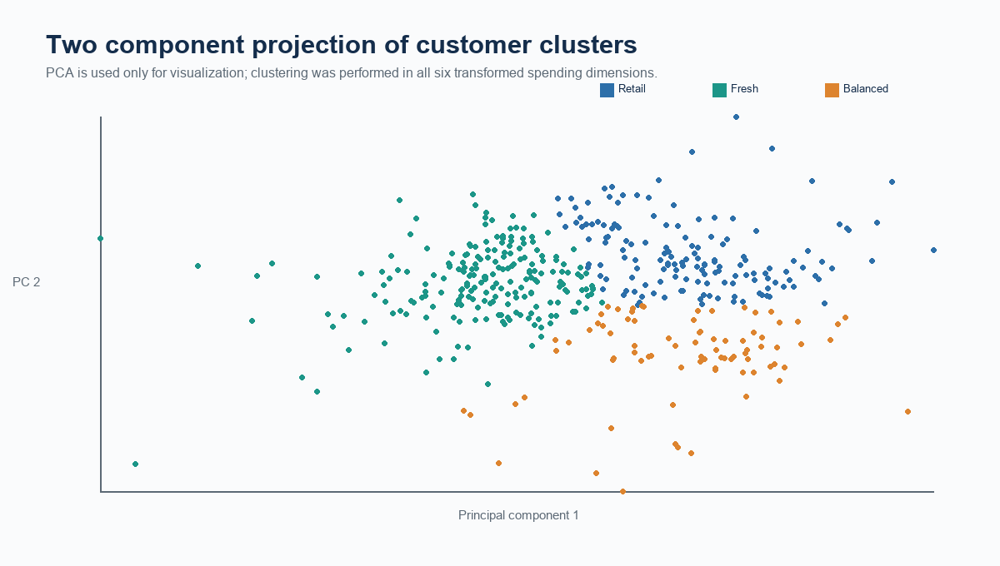 Two component projection of customer clusters
PCA is used only for visualization; clustering was performed in all six transformed spending dimensions.
Retail
Fresh
Balanced
PC 2
Principal component 1